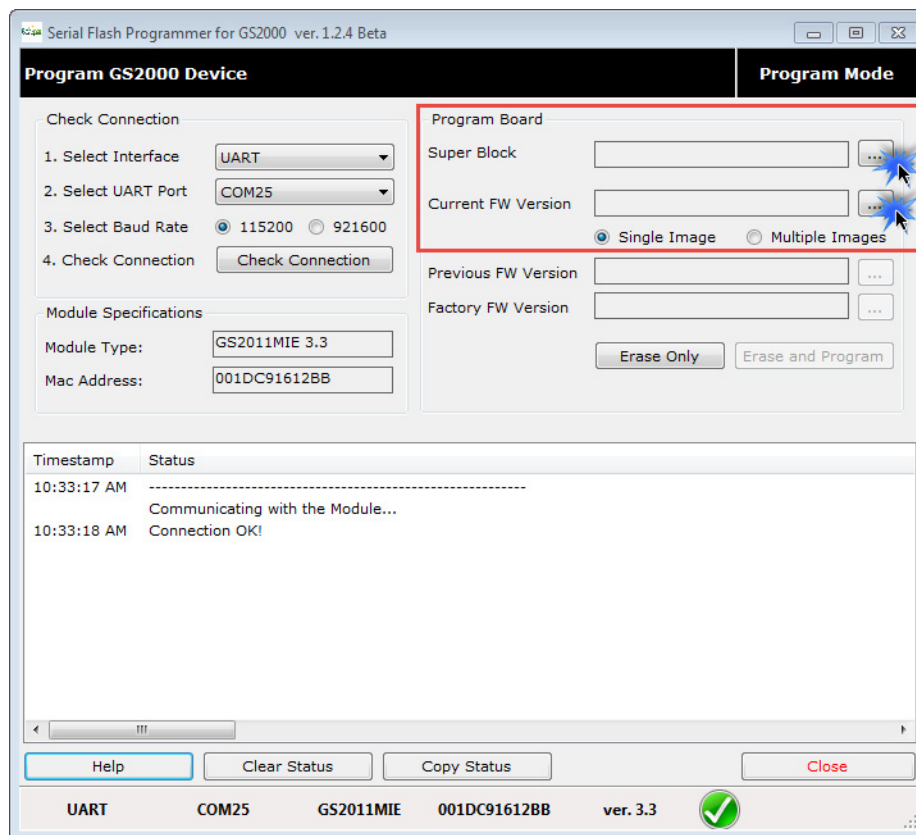 Serial Flash Programmer for GS2000 ver. 1.2.4 Beta
Program GS2000 Device
Program Mode
Check Connection
1. Select Interface
UART
2. Select UART Port
COM25
3. Select Baud Rate
115200
921600
4. Check Connection
Check Connection
Module Specifications
Module Type:
GS2011MIE 3.3
Mac Address:
001DC91612BB
Program Board
Super Block
...
Current FW Version
...
Single Image
Multiple Images
Previous FW Version
...
Factory FW Version
...
Erase Only
Erase and Program
Timestamp Status
10:33:17 AM -----------------------------------------------------------
Communicating with the Module...
10:33:18 AM Connection OK!
Help
Clear Status
Copy Status
Close
UART COM25 GS2011MIE 001DC91612BB ver. 3.3